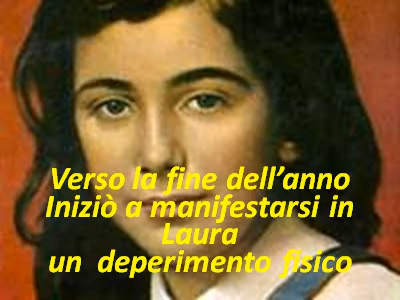 Verso la fine dell’anno
Iniziò a manifestarsi in
Laura
un deperimento fisico